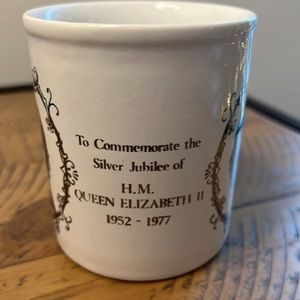 To Commemorate the
Silver Jubilee of
H.M.
QUEEN ELIZABETH II
1952 - 1977